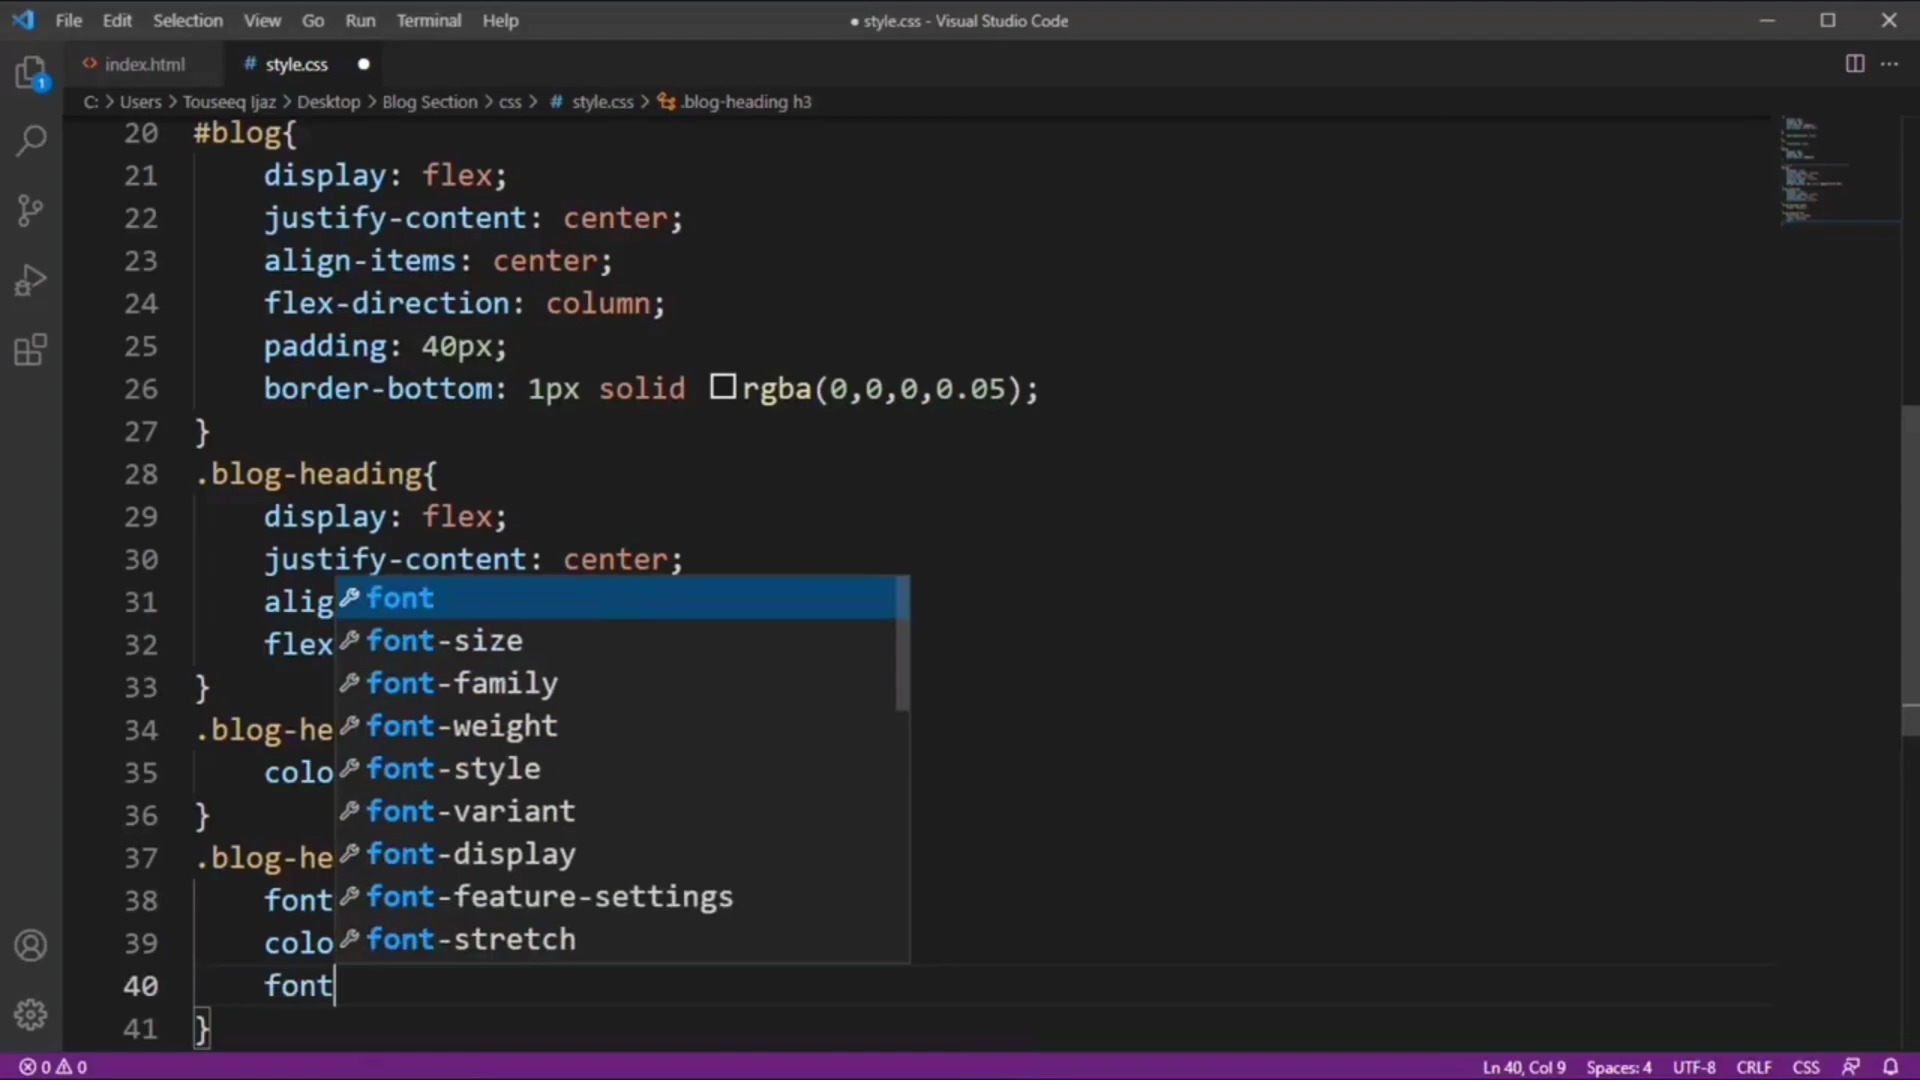 File Edit Selection View Go Run Terminal Help
● style.css - Visual Studio Code
index.html
# style.css ●
C: > Users > Touseeq Ijaz > Desktop > Blog Section > css > # style.css > .blog-heading h3
1
20 #blog{
21 display: flex;
22 justify-content: center;
23 align-items: center;
24 flex-direction: column;
25 padding: 40px;
26 border-bottom: 1px solid rgba(0,0,0,0.05);
27 }
28 .blog-heading{
29 display: flex;
30 justify-content: center;
31 alig
32 flex
33 }
34 .blog-he
35 colo
36 }
37 .blog-he
38 font
39 colo
40 font
41 }
font
font-size
font-family
font-weight
font-style
font-variant
font-display
font-feature-settings
font-stretch
0 0
Ln 40, Col 9 Spaces: 4 UTF-8 CRLF CSS